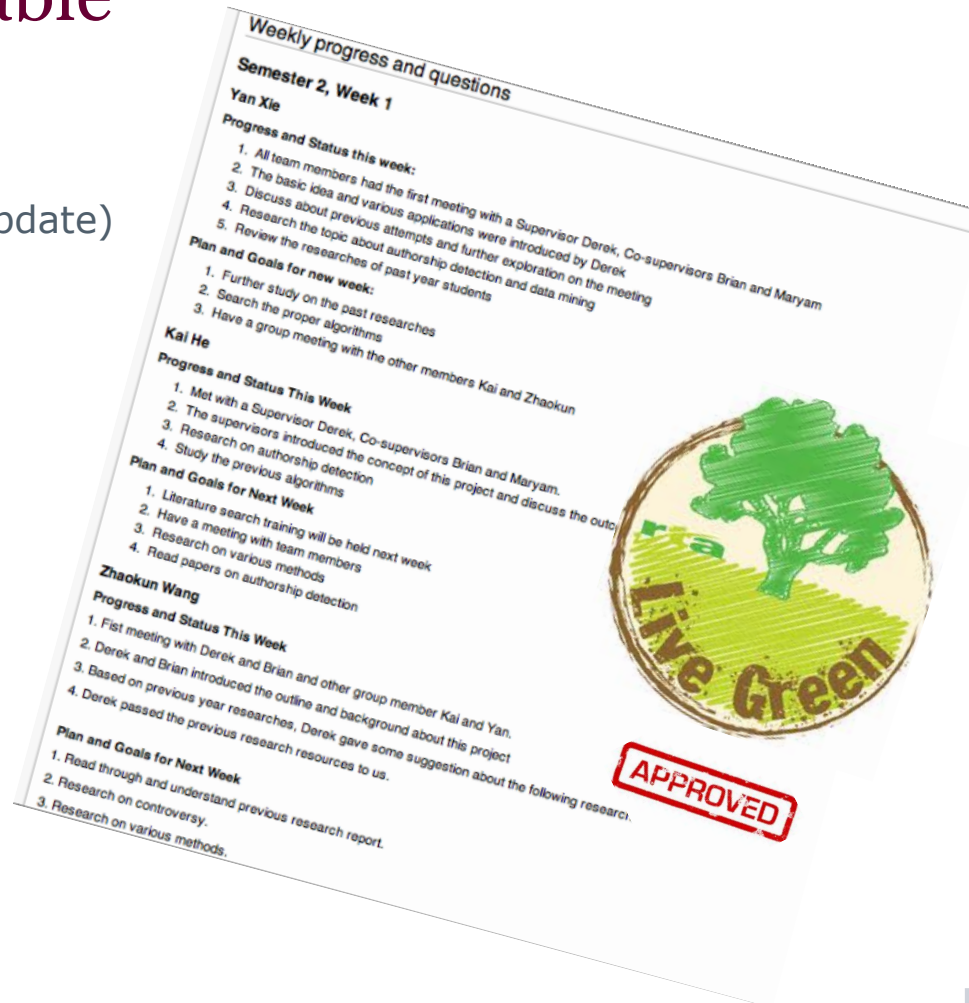 able
pdate)
Weekly progress and questions
Semester 2, Week 1
Yan Xie
Progress and Status this week:
1. All team members had the first meeting with a Supervisor Derek, Co-supervisors Brian and Maryam
2. The basic idea and various applications were introduced by Derek
3. Discuss about previous attempts and further exploration on the meeting
4. Research the topic about authorship detection and data mining
5. Review the researches of past year students
Plan and Goals for new week:
1. Further study on the past researches
2. Search the proper algorithms
3. Have a group meeting with the other members Kai and Zhaokun
Kai He
Progress and Status This Week
1. Met with a Supervisor Derek, Co-supervisors Brian and Maryam.
2. The supervisors introduced the concept of this project and discuss the outc
3. Research on authorship detection
4. Study the previous algorithms
Plan and Goals for Next Week
1. Literature search training will be held next week
2. Have a meeting with team members
3. Research on various methods
4. Read papers on authorship detection
Zhaokun Wang
Progress and Status This Week
1. Fist meeting with Derek and Brian and other group member Kai and Yan.
2. Derek and Brian introduced the outline and background about this project
3. Based on previous year researches, Derek gave some suggestion about the following research.
4. Derek passed the previous research resources to us.
Plan and Goals for Next Week
1. Read through and understand previous research report.
2. Research on controversy.
3. Research on various methods.
Live Green
APPROVED